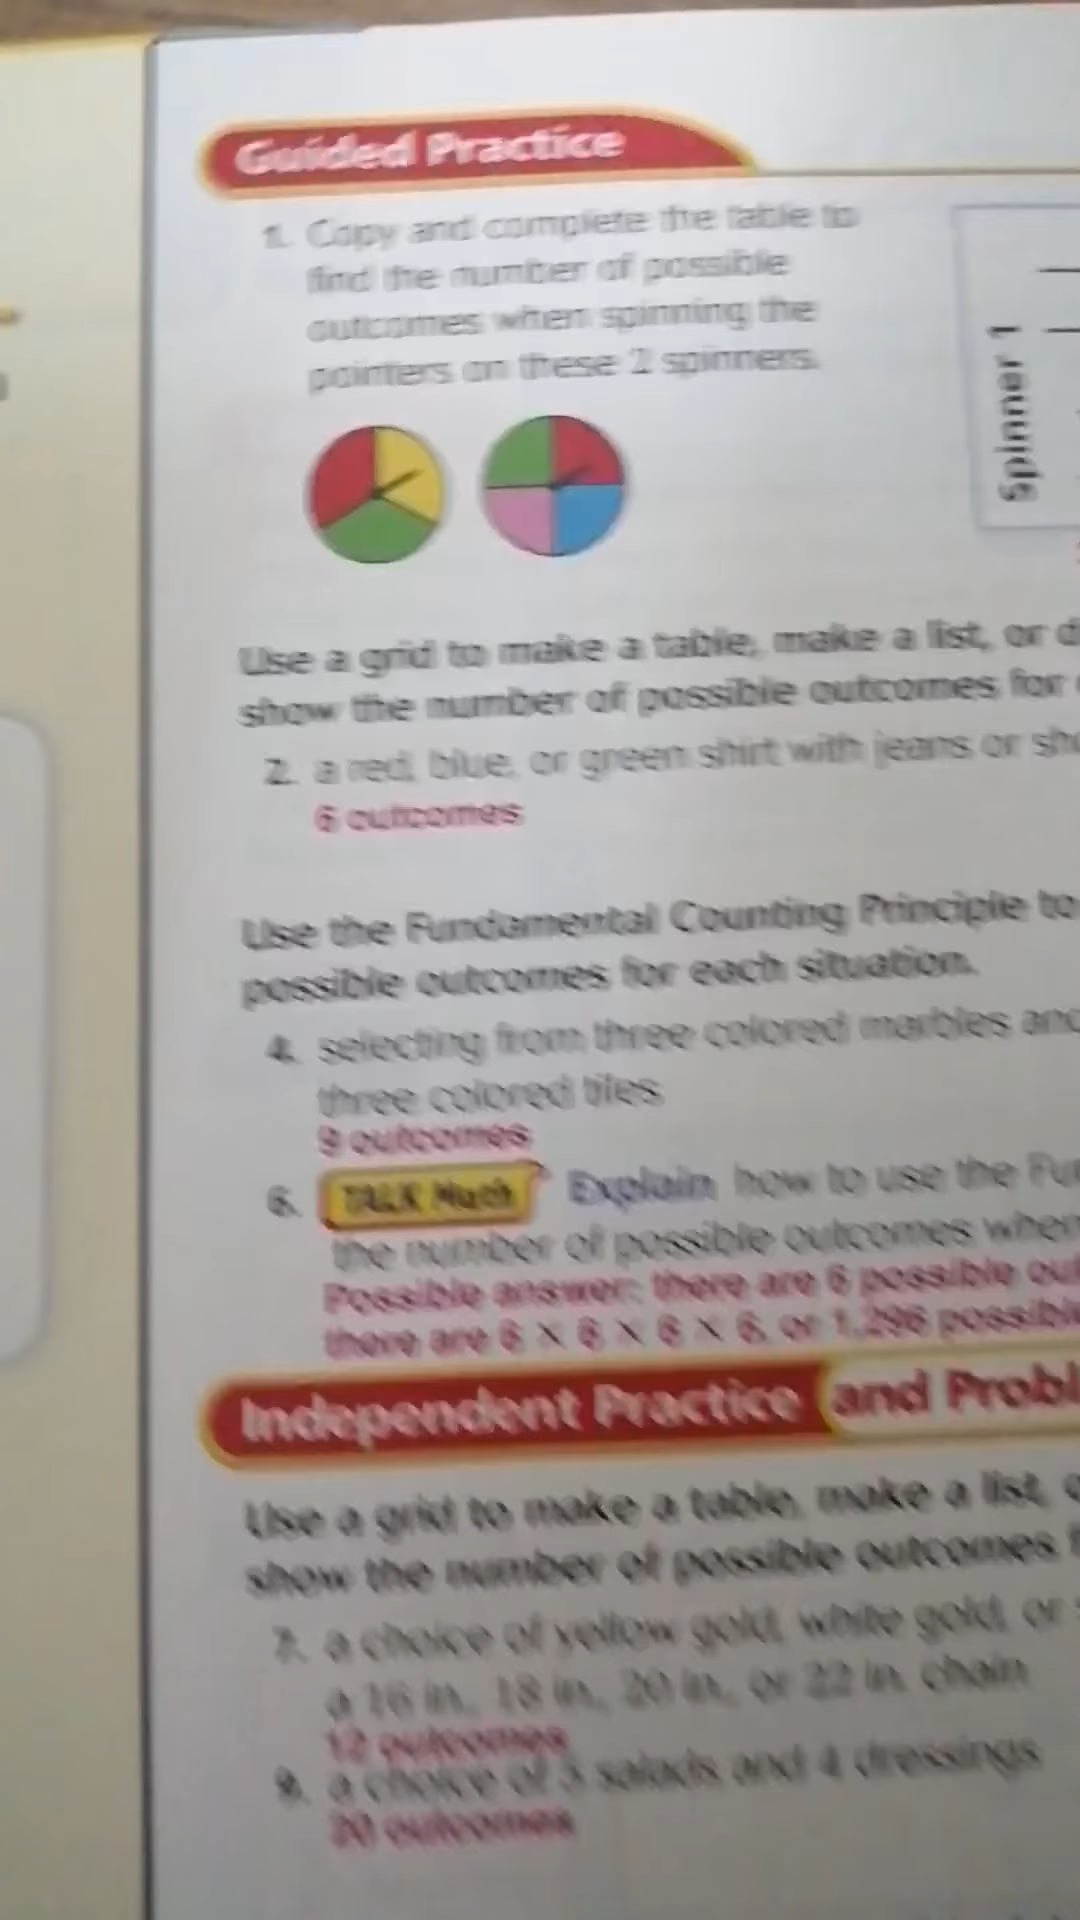 Guided Practice
1. Copy and complete the table to
find the number of possible
outcomes when spinning the
pointers on these 2 spinners.
Spinner 1
Use a grid to make a table, make a list, or
show the number of possible outcomes for
2. a red, blue, or green shirt with jeans or
6 outcomes
Use the Fundamental Counting Principle to
possible outcomes for each situation.
4. selecting from three colored marbles and
three colored tiles
9 outcomes
6. TALK Math Explain how to use the
the number of possible outcomes when
Possible answer: there are 6 possible
there are 6 X 6 X 6 X 6, or 1,296 possible
Independent Practice and
Use a grid to make a table, make a list,
show the number of possible outcomes
7. a choice of yellow gold, white gold, or
a 16 in., 18 in., 20 in., or 22 in. chain
12 outcomes
9. a choice of 5 salads and 4 dressings
20 outcomes